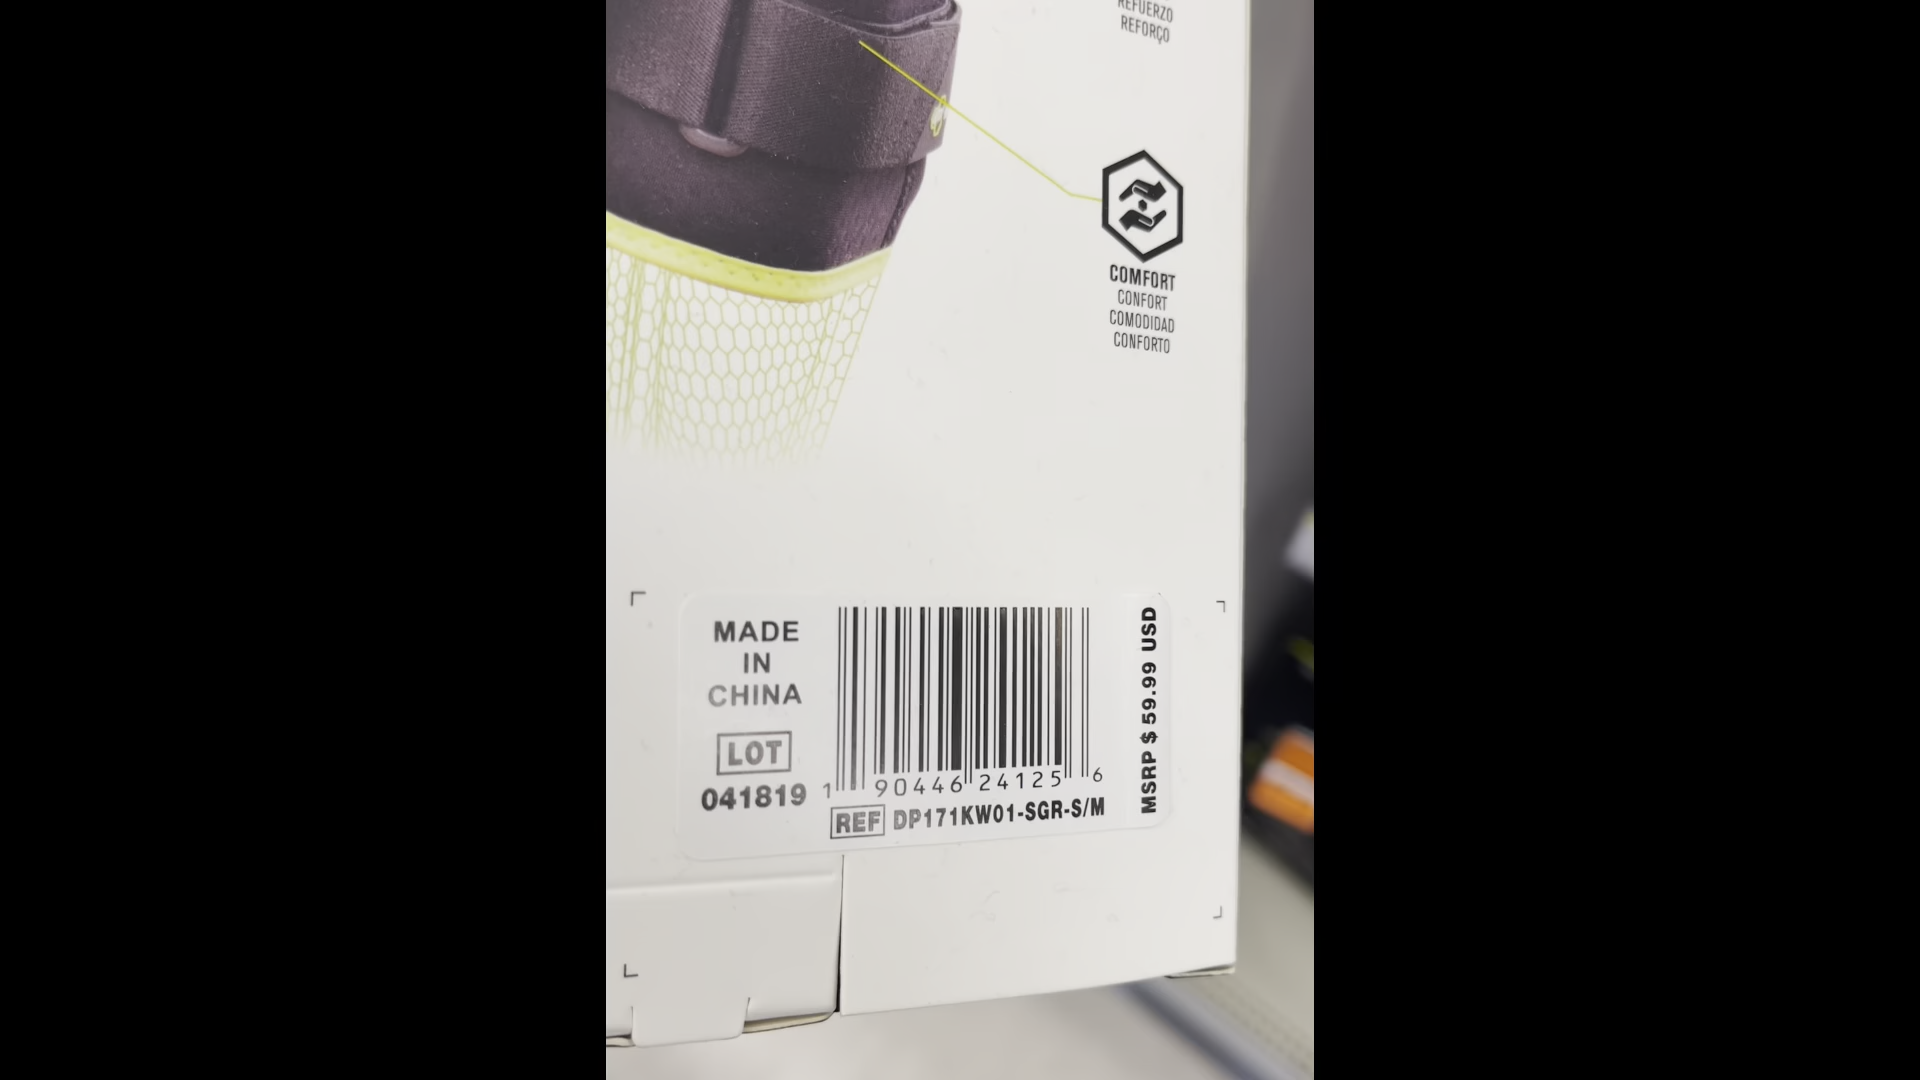 REFUERZO
REFORÇO
COMFORT
CONFORT
COMODIDAD
CONFORTO
MADE
IN
CHINA
LOT
041819
1 90446 24125 6
REF DP171KW01-SGR-S/M
MSRP $ 59.99 USD